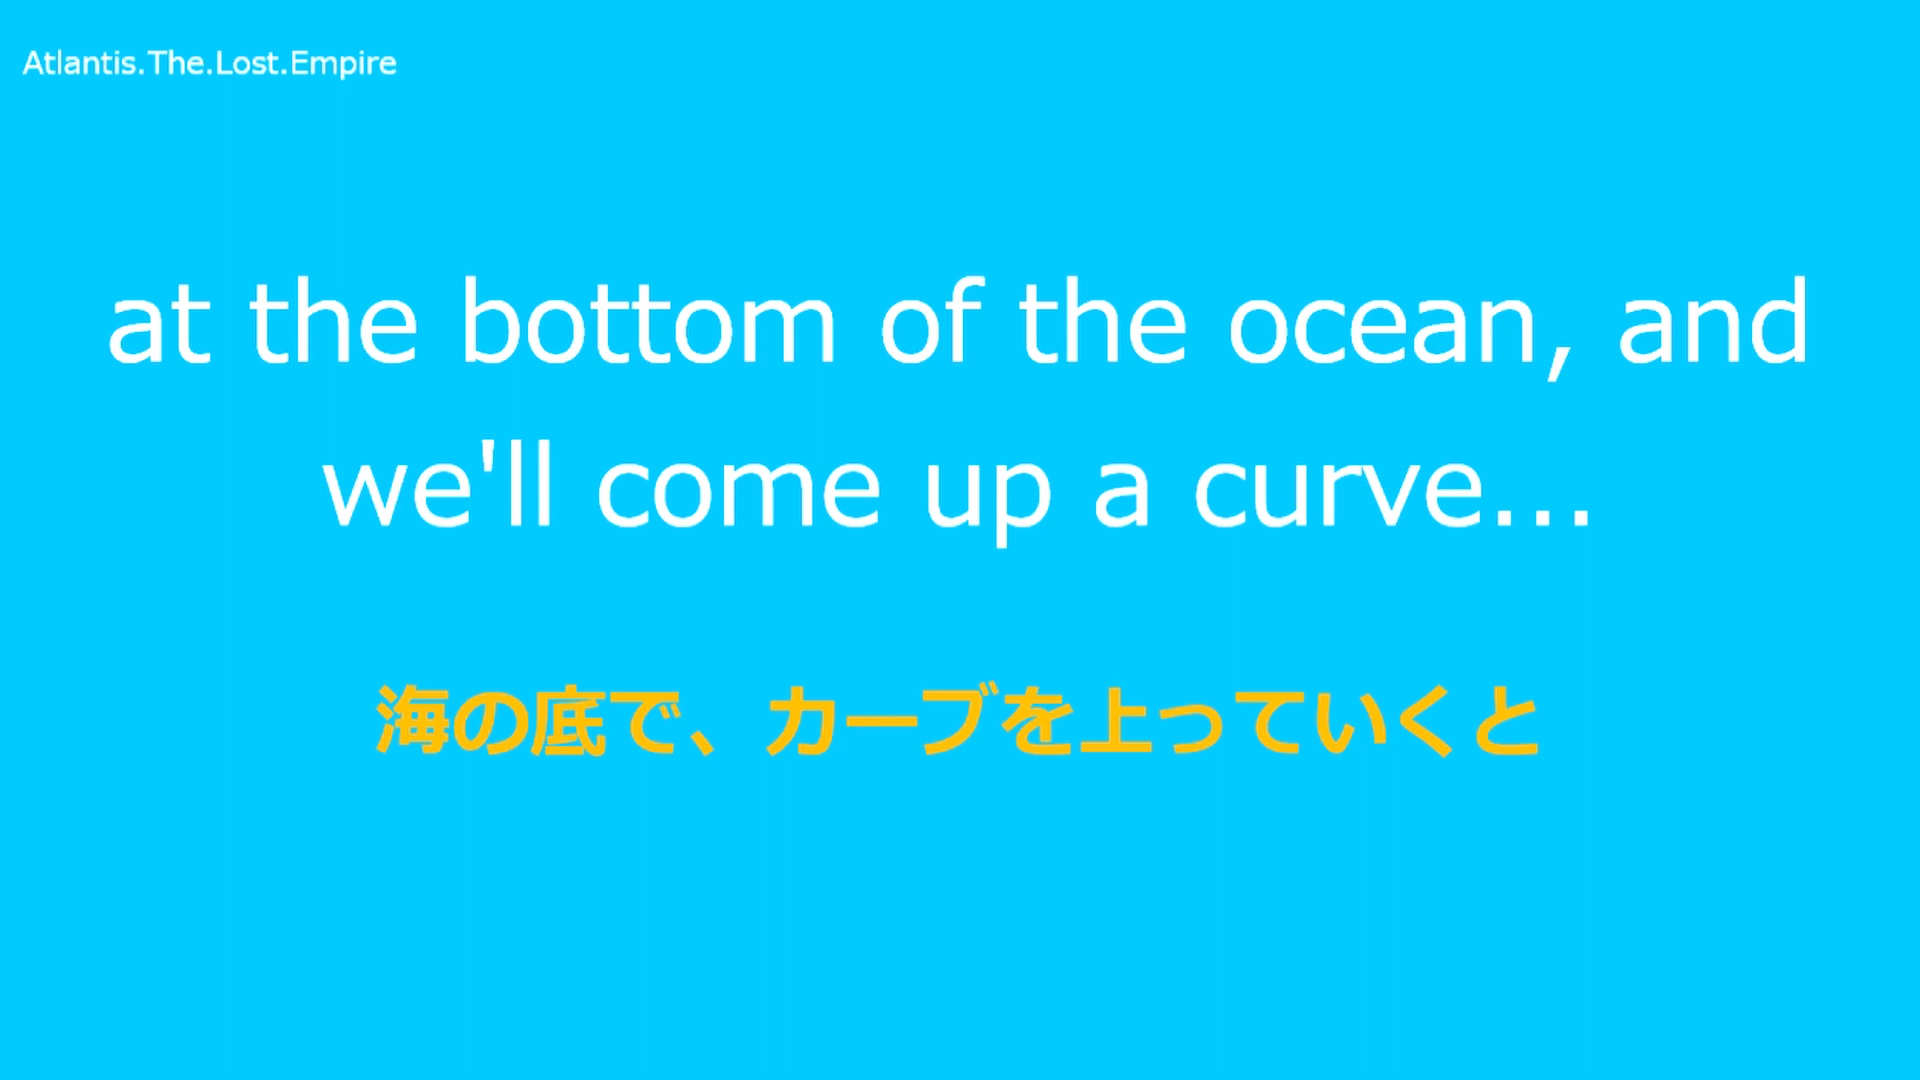 Atlantis.The.Lost.Empire
at the bottom of the ocean, and
we'll come up a curve...
海の底で、カーブを上っていくと